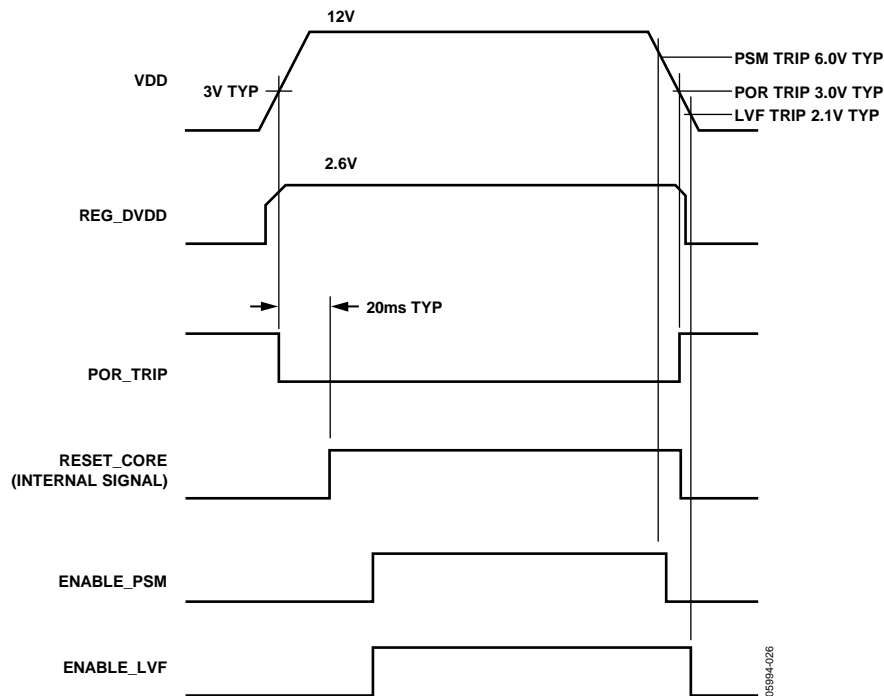 12V
VDD
3V TYP
PSM TRIP 6.0V TYP
POR TRIP 3.0V TYP
LVF TRIP 2.1V TYP
2.6V
REG_DVDD
20ms TYP
POR_TRIP
RESET_CORE
(INTERNAL SIGNAL)
ENABLE_PSM
ENABLE_LVF
05994-026